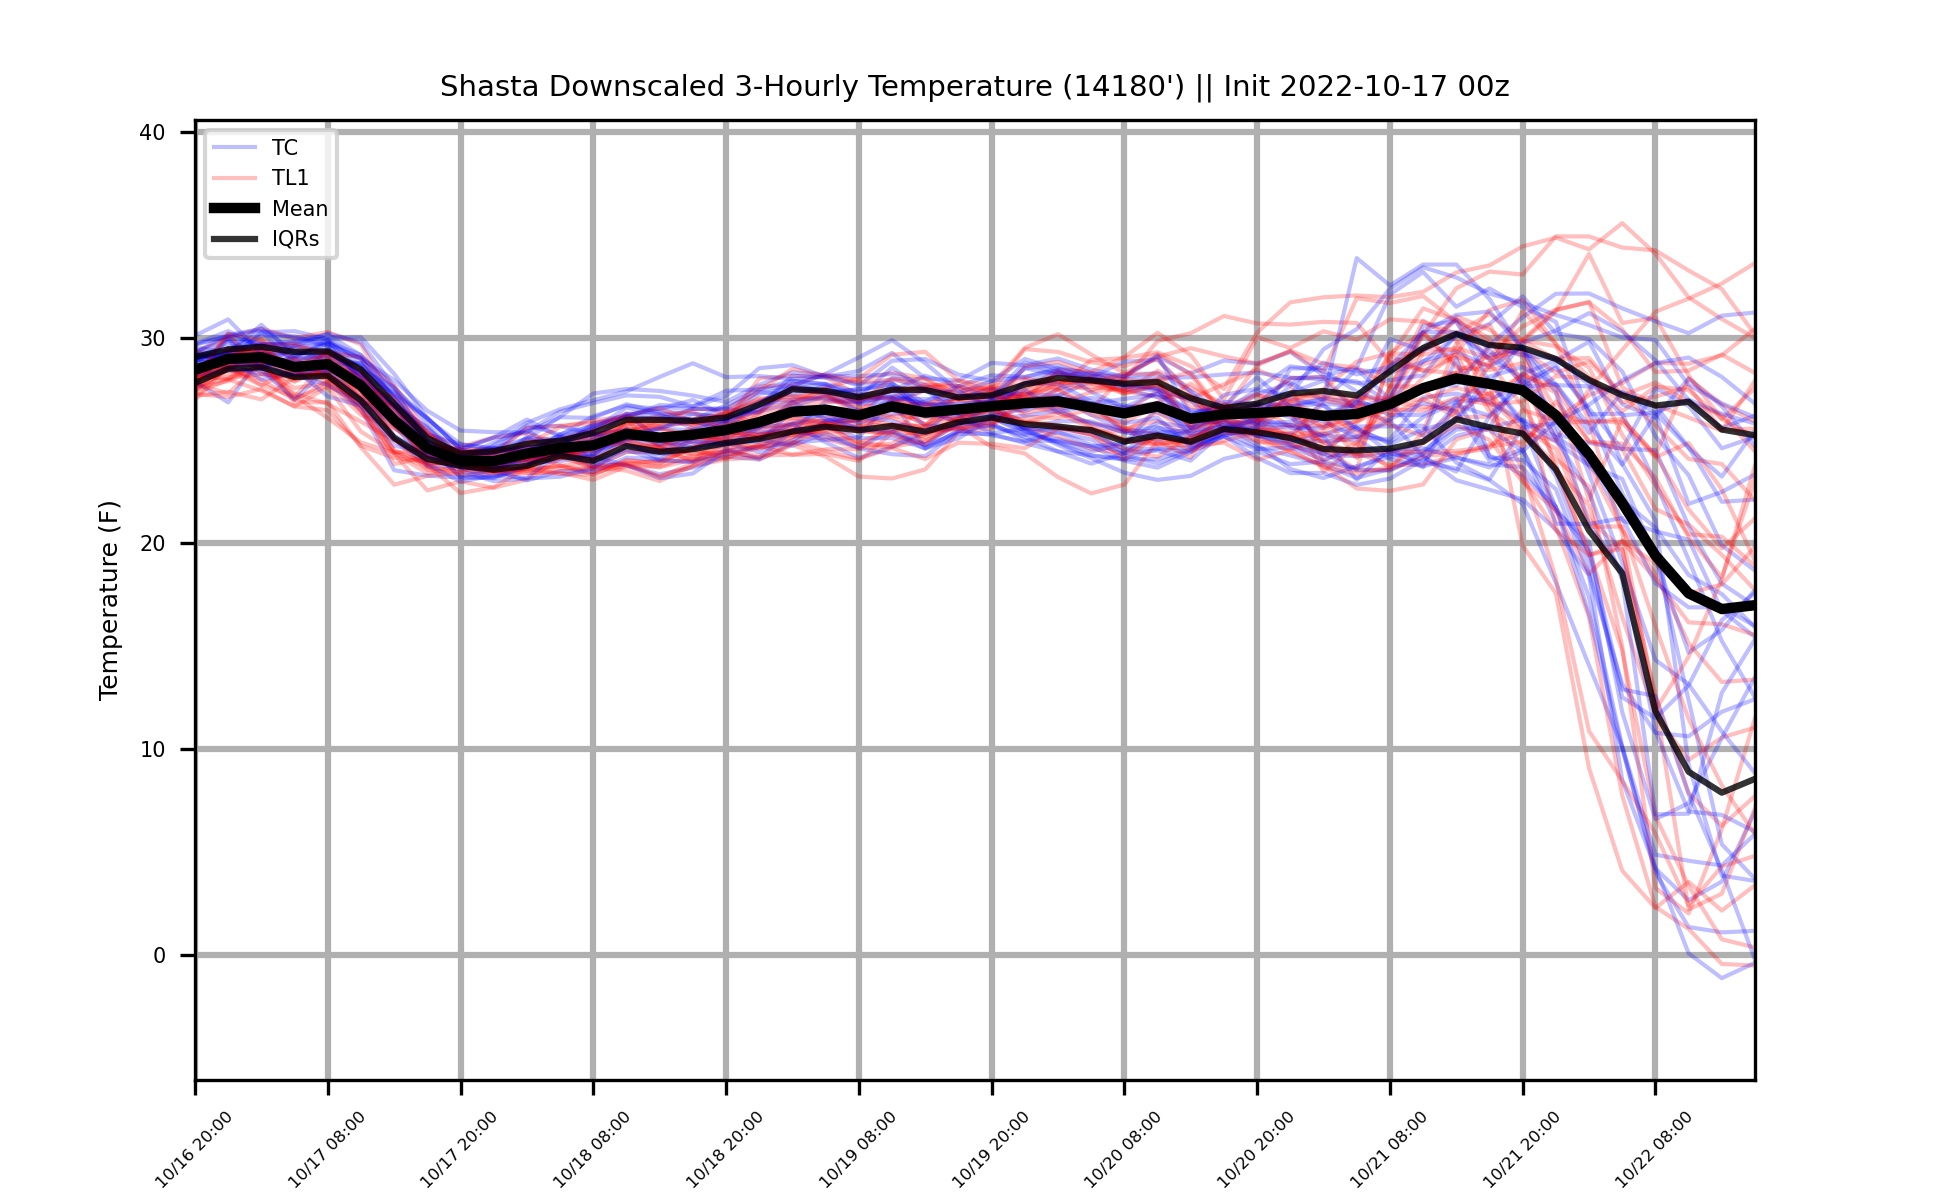 Shasta Downscaled 3-Hourly Temperature (14180') || Init 2022-10-17 00z
TC
TL1
Mean
IQRs
Temperature (F)
40
30
20
10
0
10/16 20:00
10/17 08:00
10/17 20:00
10/18 08:00
10/18 20:00
10/19 08:00
10/19 20:00
10/20 08:00
10/20 20:00
10/21 08:00
10/21 20:00
10/22 08:00